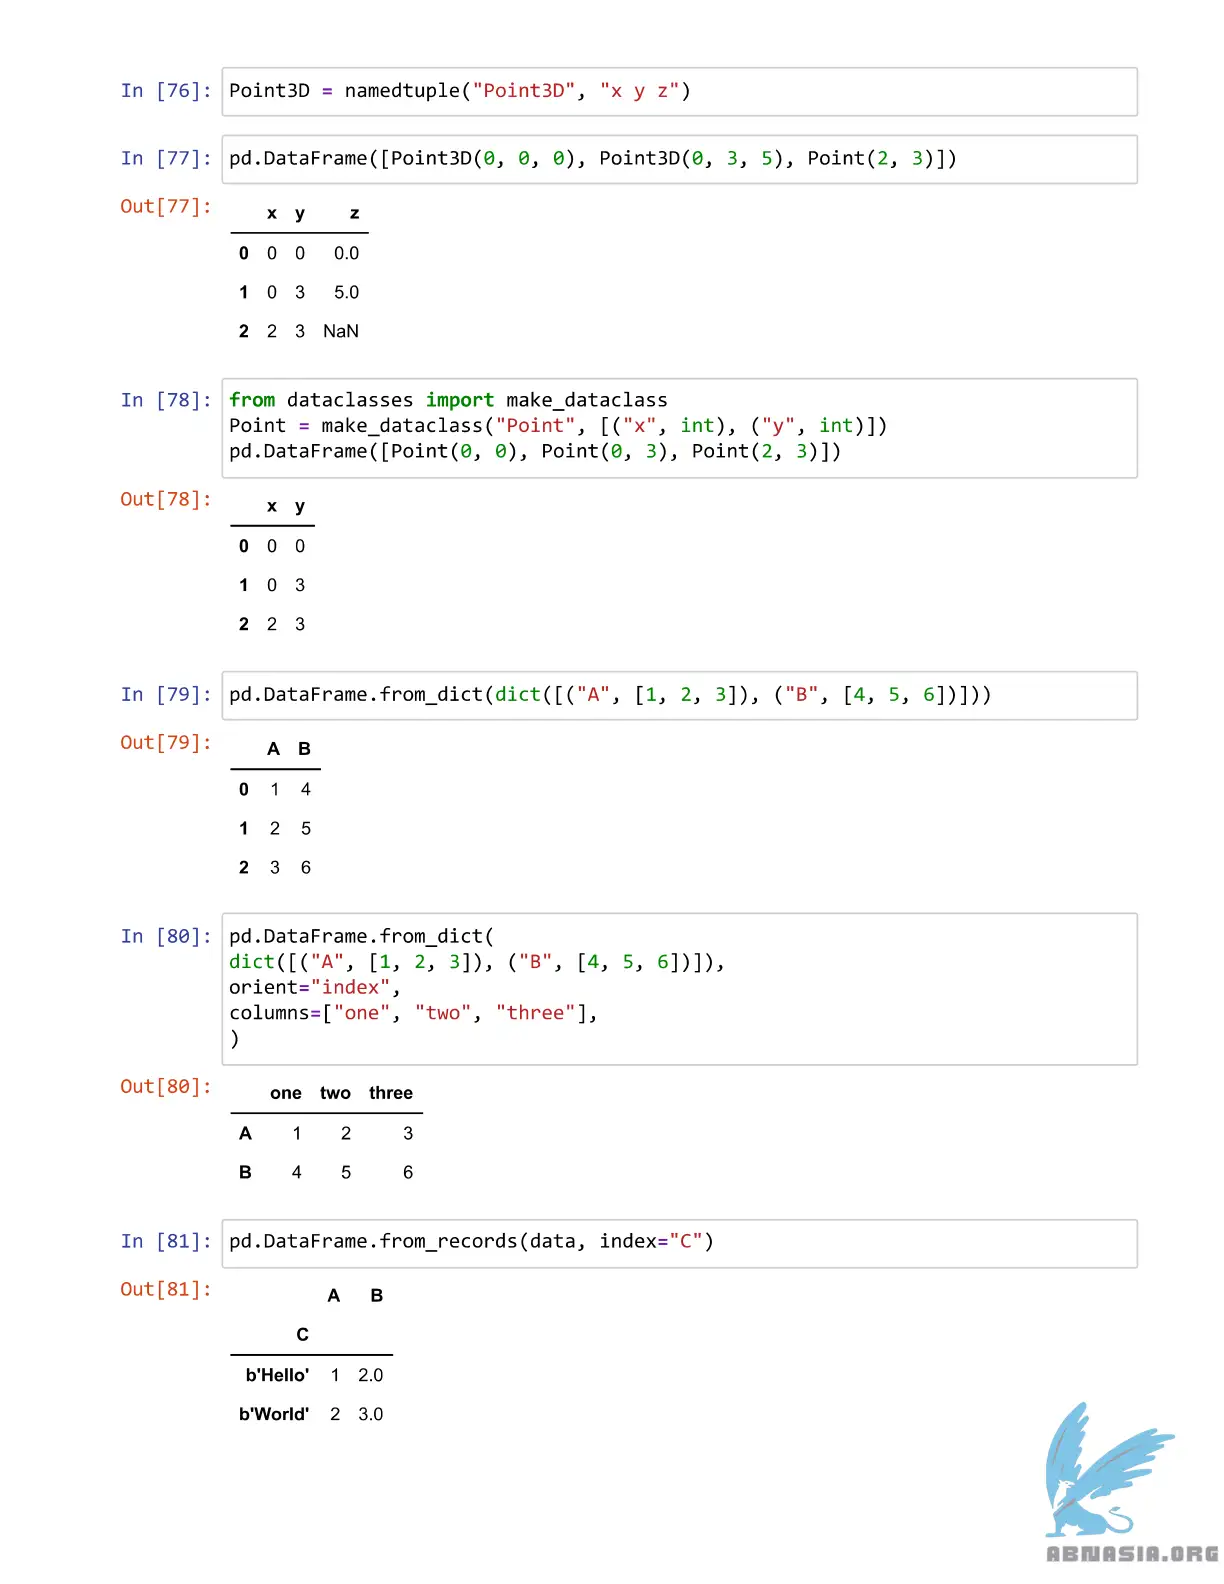 In [76]: Point3D = namedtuple("Point3D", "x y z")
In [77]: pd.DataFrame([Point3D(0, 0, 0), Point3D(0, 3, 5), Point(2, 3)])
Out[77]:
x y z
0 0 0 0.0
1 0 3 5.0
2 2 3 NaN
In [78]: from dataclasses import make_dataclass
Point = make_dataclass("Point", [("x", int), ("y", int)])
pd.DataFrame([Point(0, 0), Point(0, 3), Point(2, 3)])
Out[78]:
x y
0 0 0
1 0 3
2 2 3
In [79]: pd.DataFrame.from_dict(dict([("A", [1, 2, 3]), ("B", [4, 5, 6])]))
Out[79]:
A B
0 1 4
1 2 5
2 3 6
In [80]: pd.DataFrame.from_dict(
dict([("A", [1, 2, 3]), ("B", [4, 5, 6])]),
orient="index",
columns=["one", "two", "three"],
)
Out[80]:
one two three
A 1 2 3
B 4 5 6
In [81]: pd.DataFrame.from_records(data, index="C")
Out[81]:
A B
C
b'Hello' 1 2.0
b'World' 2 3.0
ABNASIA.ORG